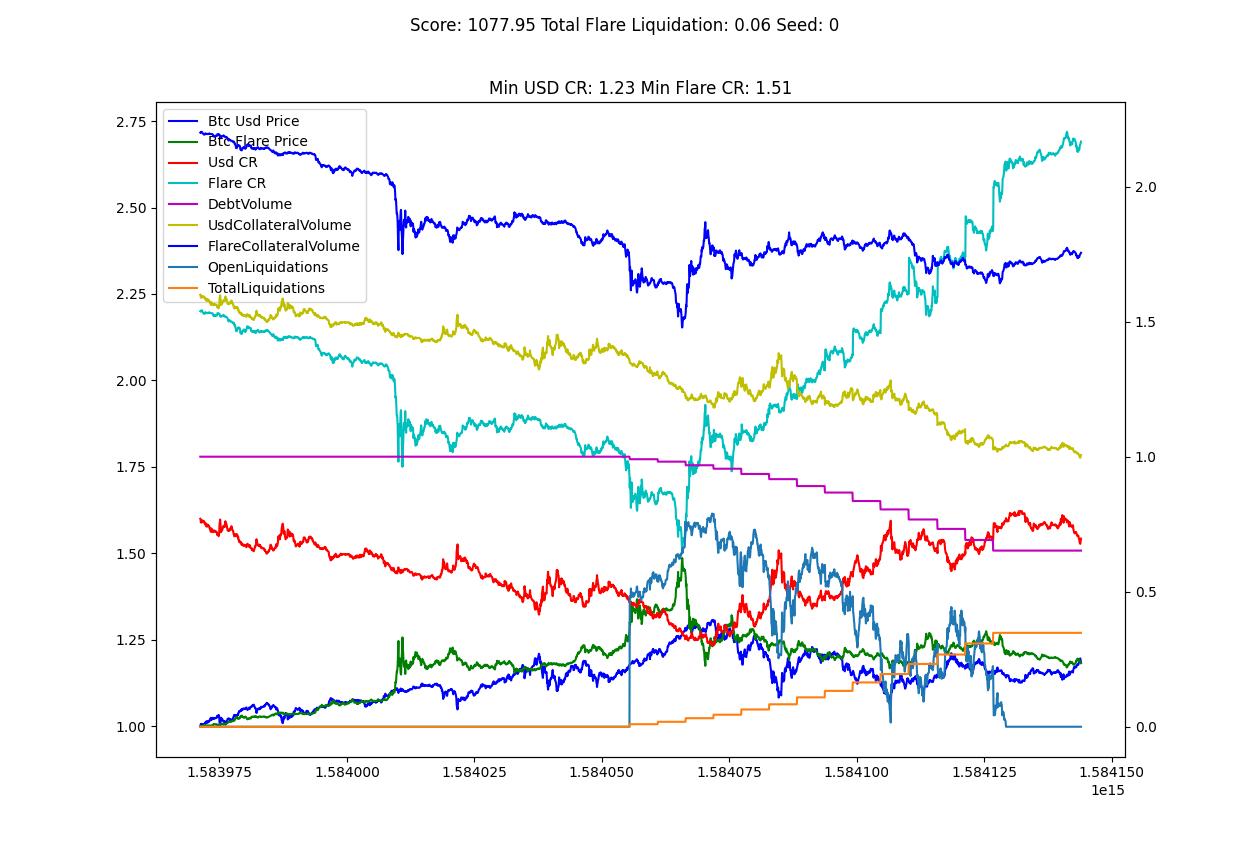 Score: 1077.95 Total Flare Liquidation: 0.06 Seed: 0
Min USD CR: 1.23 Min Flare CR: 1.51
Btc Usd Price
Btc Flare Price
Usd CR
Flare CR
DebtVolume
UsdCollateralVolume
FlareCollateralVolume
OpenLiquidations
TotalLiquidations
2.75
2.50
2.25
2.00
1.75
1.50
1.25
1.00
2.0
1.5
1.0
0.5
0.0
1.583975 1.584000 1.584025 1.584050 1.584075 1.584100 1.584125 1.584150
1e15